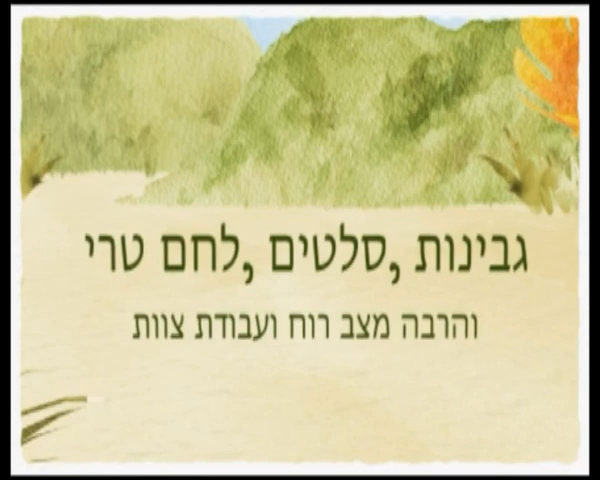 גבינות ,סלטים ,לחם טרי
והרבה מצב רוח ועבודת צוות